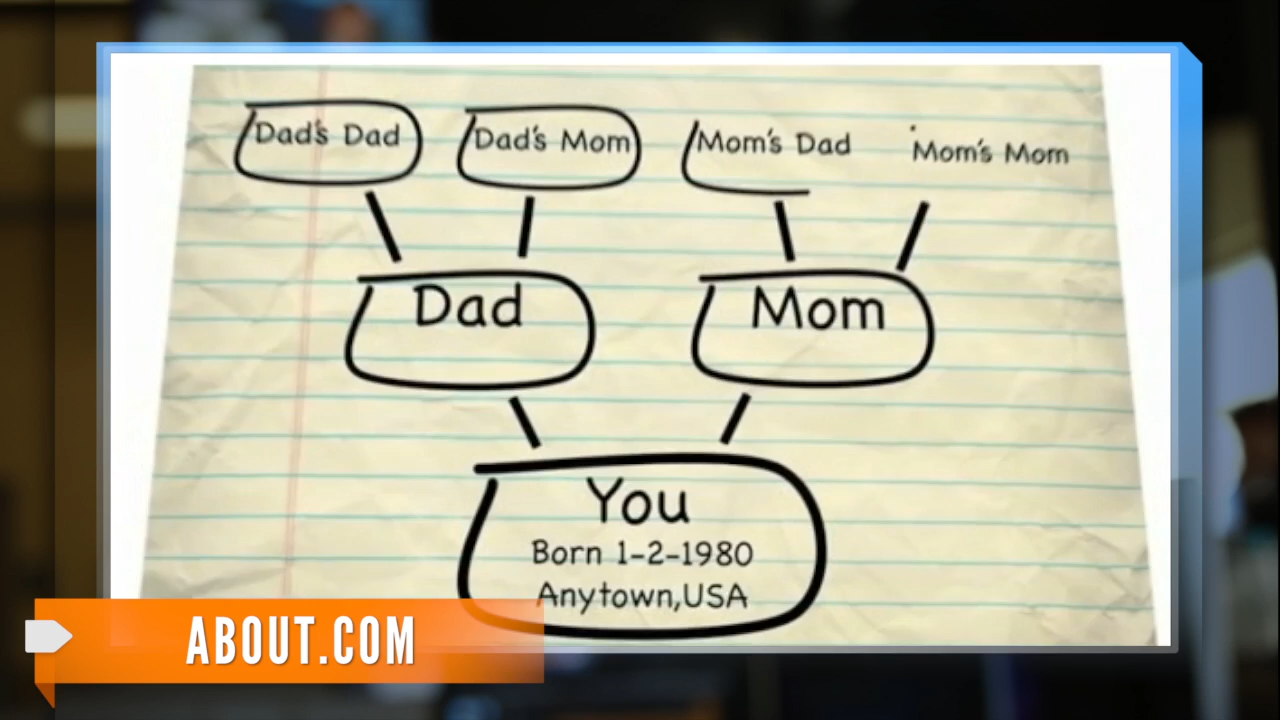 Dad's Dad
Dad's Mom
Mom's Dad
Mom's Mom
Dad
Mom
You
Born 1-2-1980
Anytown,USA
ABOUT.COM